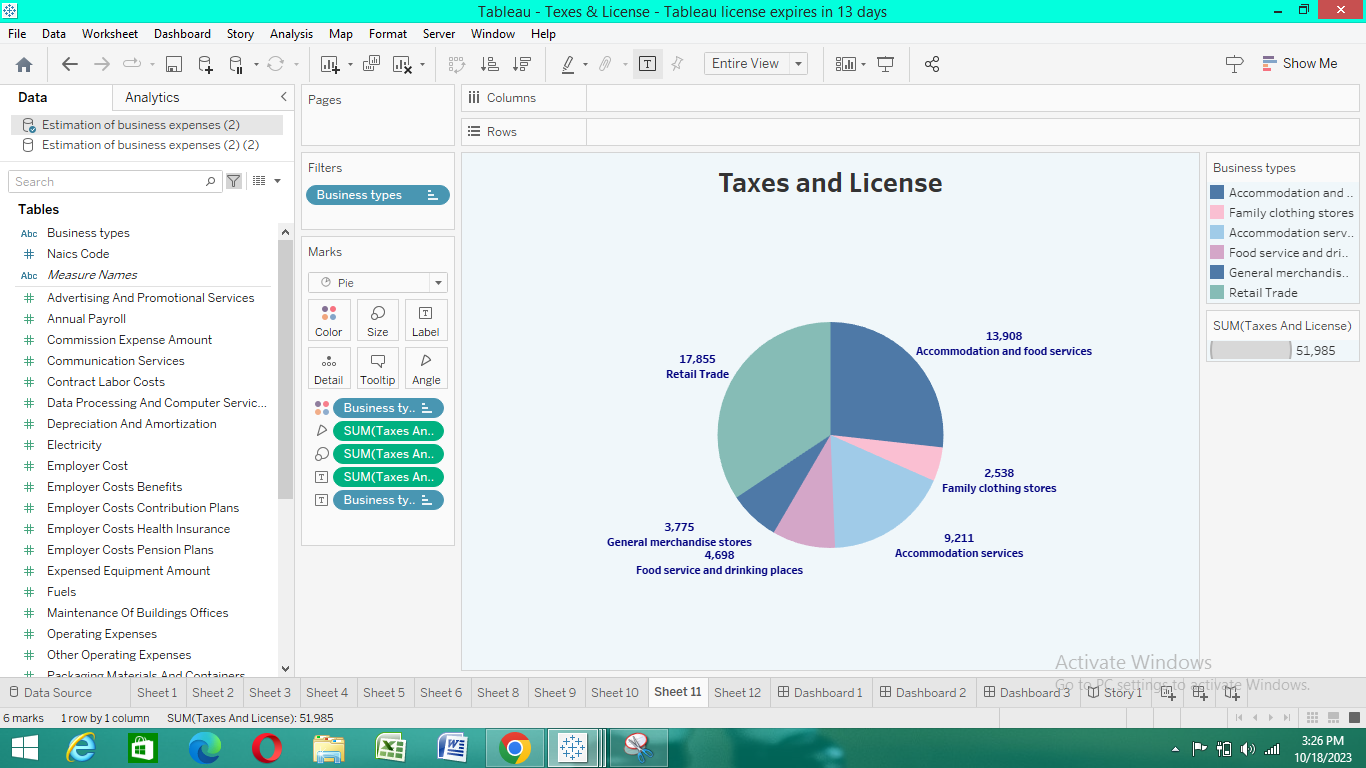 Tableau - Texes & License - Tableau license expires in 13 days
File Data Worksheet Dashboard Story Analysis Map Format Server Window Help
Entire View
Show Me
Data Analytics
Estimation of business expenses (2)
Estimation of business expenses (2) (2)
Search
Tables
Abc Business types
# Naics Code
Abc Measure Names
# Advertising And Promotional Services
# Annual Payroll
# Commission Expense Amount
# Communication Services
# Contract Labor Costs
# Data Processing And Computer Servic...
# Depreciation And Amortization
# Electricity
# Employer Cost
# Employer Costs Benefits
# Employer Costs Contribution Plans
# Employer Costs Health Insurance
# Employer Costs Pension Plans
# Expensed Equipment Amount
# Fuels
# Maintenance Of Buildings Offices
# Operating Expenses
# Other Operating Expenses
# Packaging Materials And Containers
Pages
Filters
Business types
Marks
Pie
Color Size Label
Detail Tooltip Angle
Business ty..
SUM(Taxes An..
SUM(Taxes An..
SUM(Taxes An..
Business ty..
Columns
Rows
Taxes and License
13,908
Accommodation and food services
17,855
Retail Trade
2,538
Family clothing stores
3,775
General merchandise stores
9,211
Accommodation services
4,698
Food service and drinking places
Business types
Accommodation and ..
Family clothing stores
Accommodation serv..
Food service and dri..
General merchandis..
Retail Trade
SUM(Taxes And License)
51,985
Activate Windows
Go to PC settings to activate Windows.
Data Source Sheet 1 Sheet 2 Sheet 3 Sheet 4 Sheet 5 Sheet 6 Sheet 8 Sheet 9 Sheet 10 Sheet 11 Sheet 12 Dashboard 1 Dashboard 2 Dashboard 3 Story 1
6 marks 1 row by 1 column SUM(Taxes And License): 51,985
3:26 PM
10/18/2023